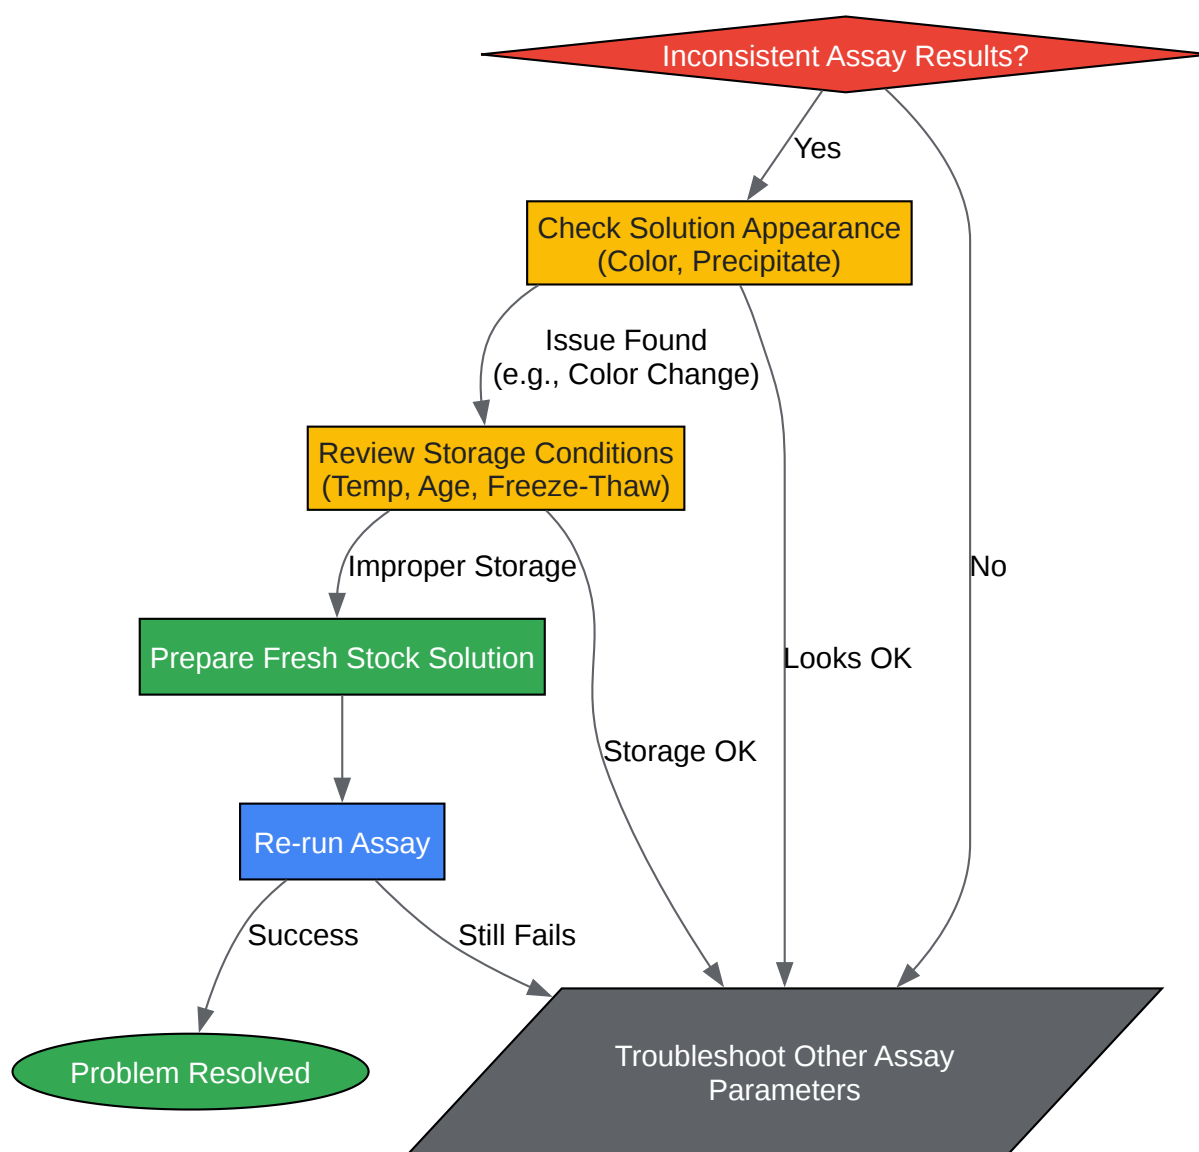 Inconsistent Assay Results?
Yes
Check Solution Appearance
(Color, Precipitate)
Issue Found
(e.g., Color Change)
Review Storage Conditions
(Temp, Age, Freeze-Thaw)
Improper Storage
No
Prepare Fresh Stock Solution
Looks OK
Storage OK
Re-run Assay
Success
Still Fails
Problem Resolved
Troubleshoot Other Assay
Parameters